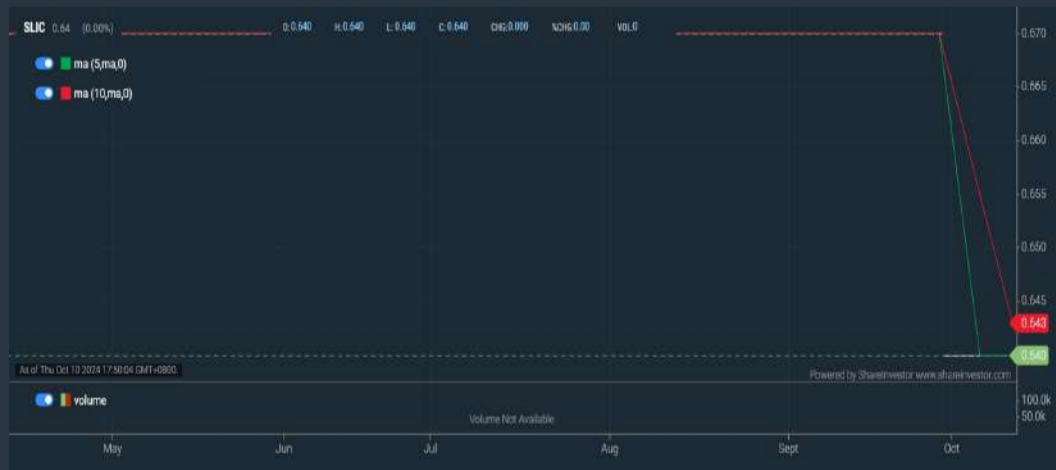 SLIC 0.64 (0.00%) O:0.640 H:0.640 L:0.640 C:0.640 CHG:0.000 %CHG:0.00 VOL:0
ma (5,ma,0)
ma (10,ma,0)
0.670
0.665
0.660
0.655
0.650
0.645
0.643
0.640
As of Thu Oct 10 2024 17:50:04 GMT+0800.
Powered by ShareInvestor www.shareinvestor.com
volume
Volume Not Available
100.0k
50.0k
May Jun Jul Aug Sept Oct